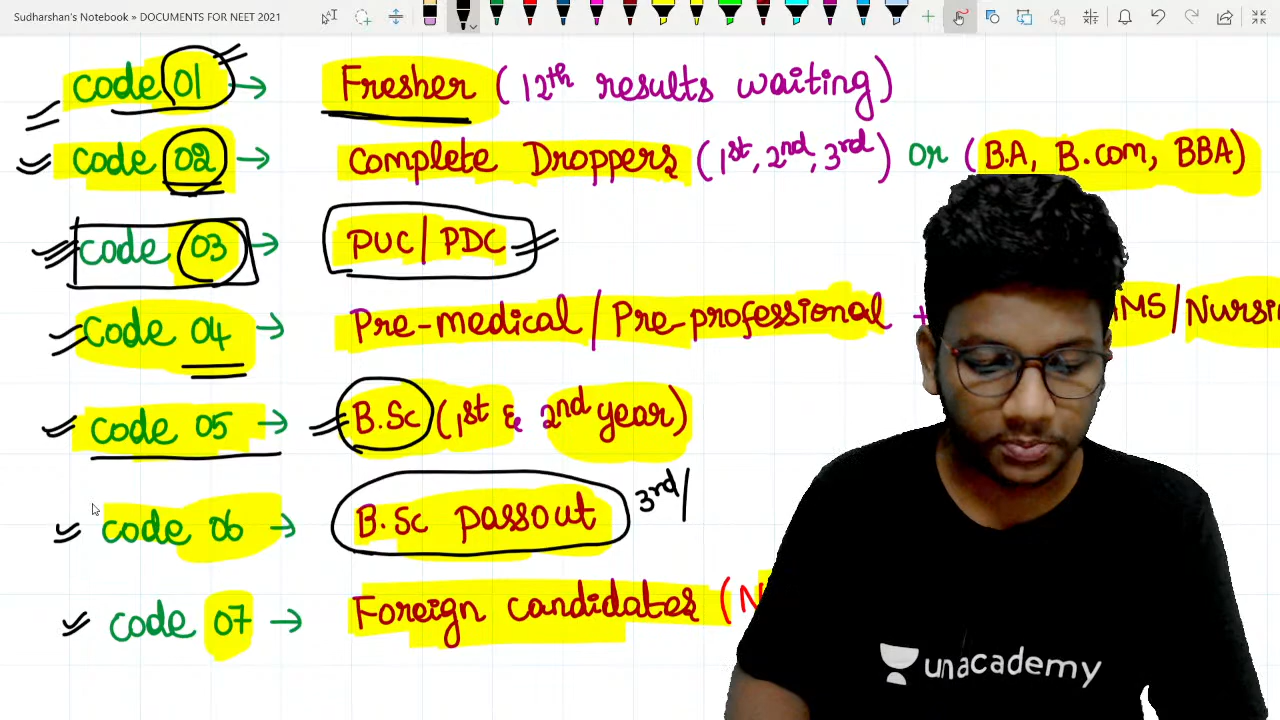 Sudharshan's Notebook » DOCUMENTS FOR NEET 2021
code 01 → Fresher (12th results waiting)
code 02 → Complete Droppers (1st, 2nd, 3rd) Or (B.A, B.com, BBA)
code 03 → PUC/PDC
code 04 → Pre-medical/Pre-professional + MS/Nursin
code 05 → B.Sc (1st & 2nd year)
code 06 → B.Sc passout 3rd/
code 07 → Foreign candidates (N
unacademy